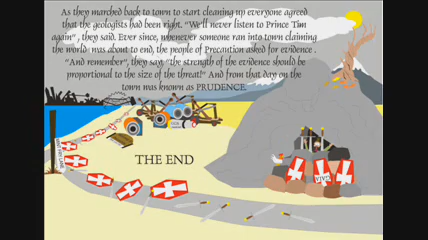 As they marched back to town to start cleaning up everyone agreed
that the geologists had been right. "We'll never listen to Prince Tim
again", they said. Ever since, whenever someone ran into town claiming
the world was about to end, the people of Precaution asked for evidence.
"And remember", they say, "the strength of the evidence should be
proportional to the size of the threat!" And from that day on the
town was known as PRUDENCE.
THE END